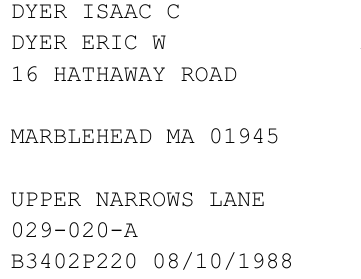 DYER ISAAC C
DYER ERIC W
16 HATHAWAY ROAD
MARBLEHEAD MA 01945
UPPER NARROWS LANE
029-020-A
B3402P220 08/10/1988